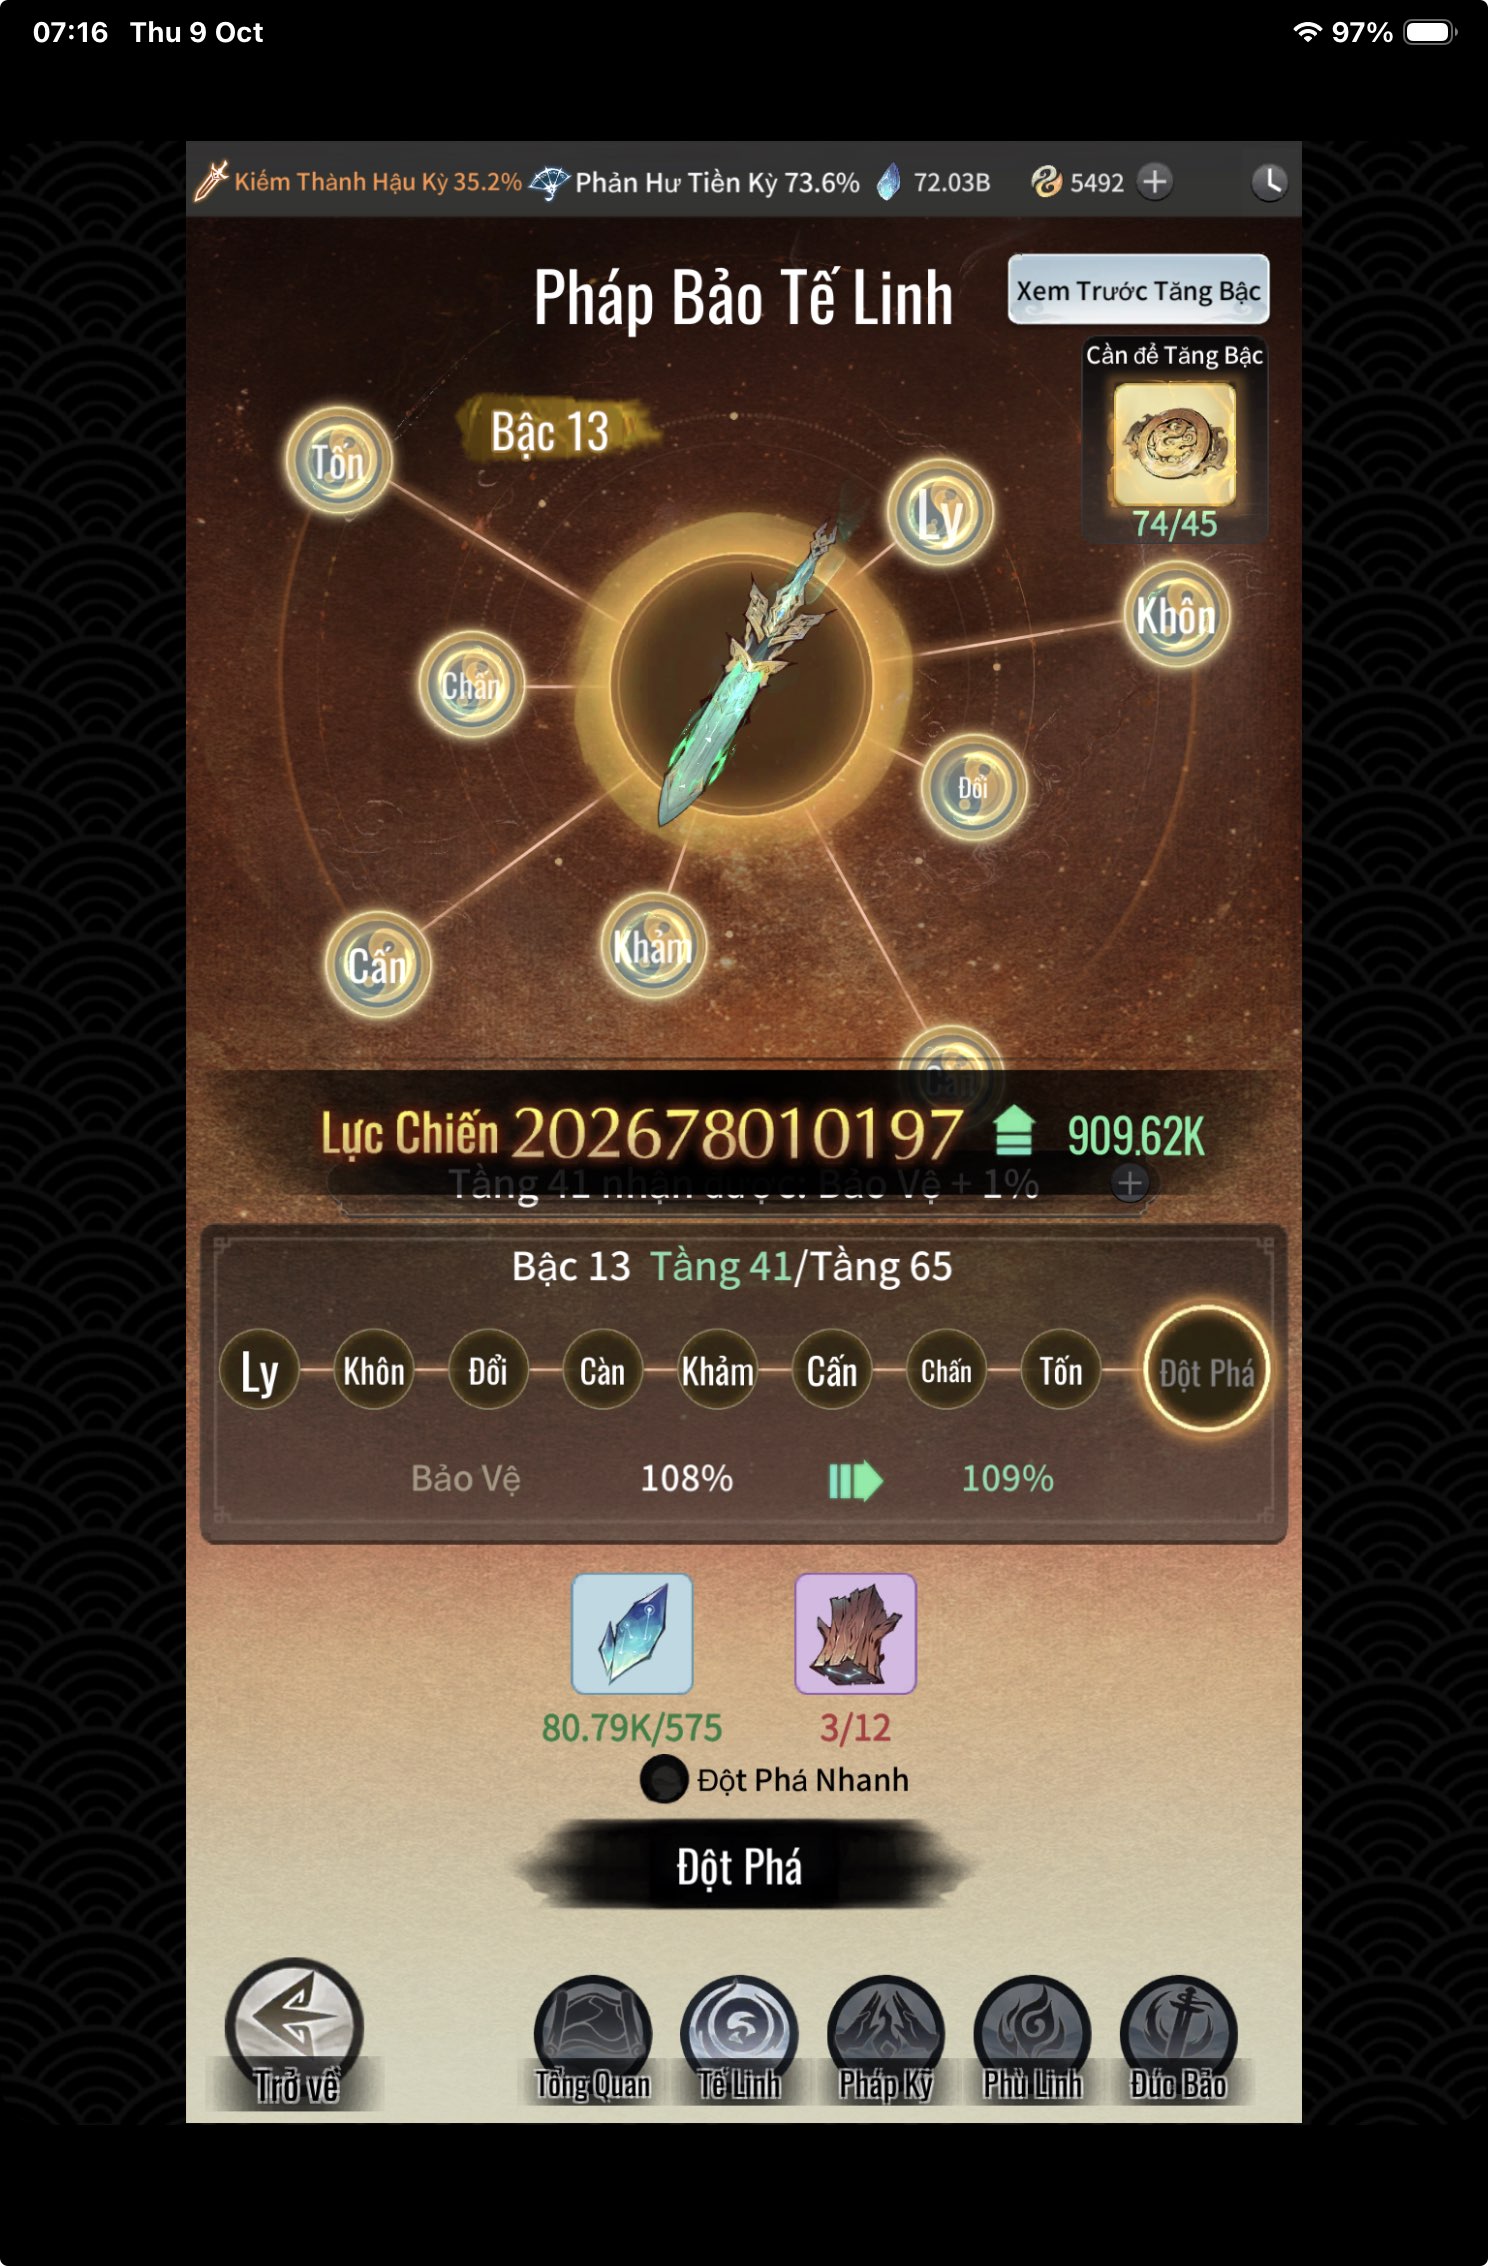 07:16 Thu 9 Oct 97%
Kiếm Thành Hậu Kỳ 35.2% Phản Hư Tiền Kỳ 73.6% 72.03B 5492
Pháp Bảo Tế Linh
Xem Trước Tăng Bậc
Cần để Tăng Bậc
74/45
Bậc 13
Tốn
Ly
Khôn
Chấn
Đổi
Cấn
Khảm
Càn
Lực Chiến 202678010197 909.62K
Tầng 41 nhận được: Bảo Vệ + 1%
Bậc 13 Tầng 41/Tầng 65
Ly Khôn Đổi Càn Khảm Cấn Chấn Tốn Đột Phá
Bảo Vệ 108% 109%
80.79K/575 3/12
Đột Phá Nhanh
Đột Phá
Trở về Tổng Quan Tế Linh Pháp Kỹ Phù Linh Đúc Bảo